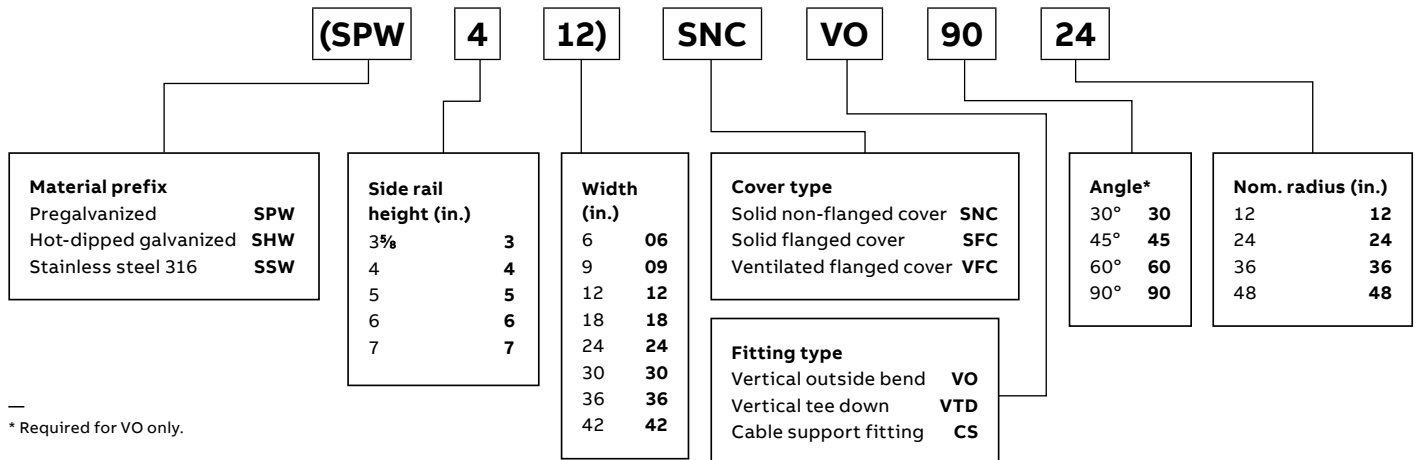 (SPW 4 12) SNC VO 90 24
Material prefix
Pregalvanized SPW
Hot-dipped galvanized SHW
Stainless steel 316 SSW
Side rail
height (in.)
3⅝ 3
4 4
5 5
6 6
7 7
Width
(in.)
6 06
9 09
12 12
18 18
24 24
30 30
36 36
42 42
Cover type
Solid non-flanged cover SNC
Solid flanged cover SFC
Ventilated flanged cover VFC
Fitting type
Vertical outside bend VO
Vertical tee down VTD
Cable support fitting CS
Angle*
30° 30
45° 45
60° 60
90° 90
Nom. radius (in.)
12 12
24 24
36 36
48 48
—
* Required for VO only.